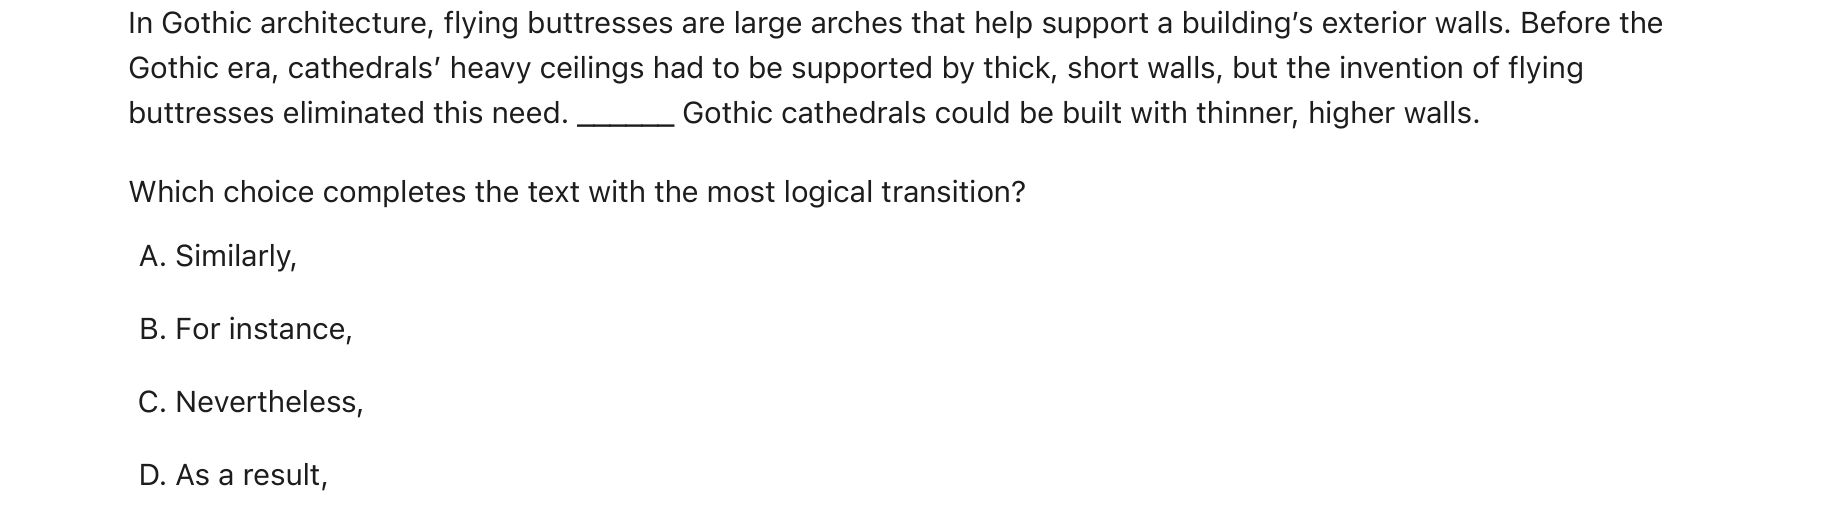 In Gothic architecture, flying buttresses are large arches that help support a building’s exterior walls. Before the
Gothic era, cathedrals’ heavy ceilings had to be supported by thick, short walls, but the invention of flying
buttresses eliminated this need. ______ Gothic cathedrals could be built with thinner, higher walls.
Which choice completes the text with the most logical transition?
A. Similarly,
B. For instance,
C. Nevertheless,
D. As a result,